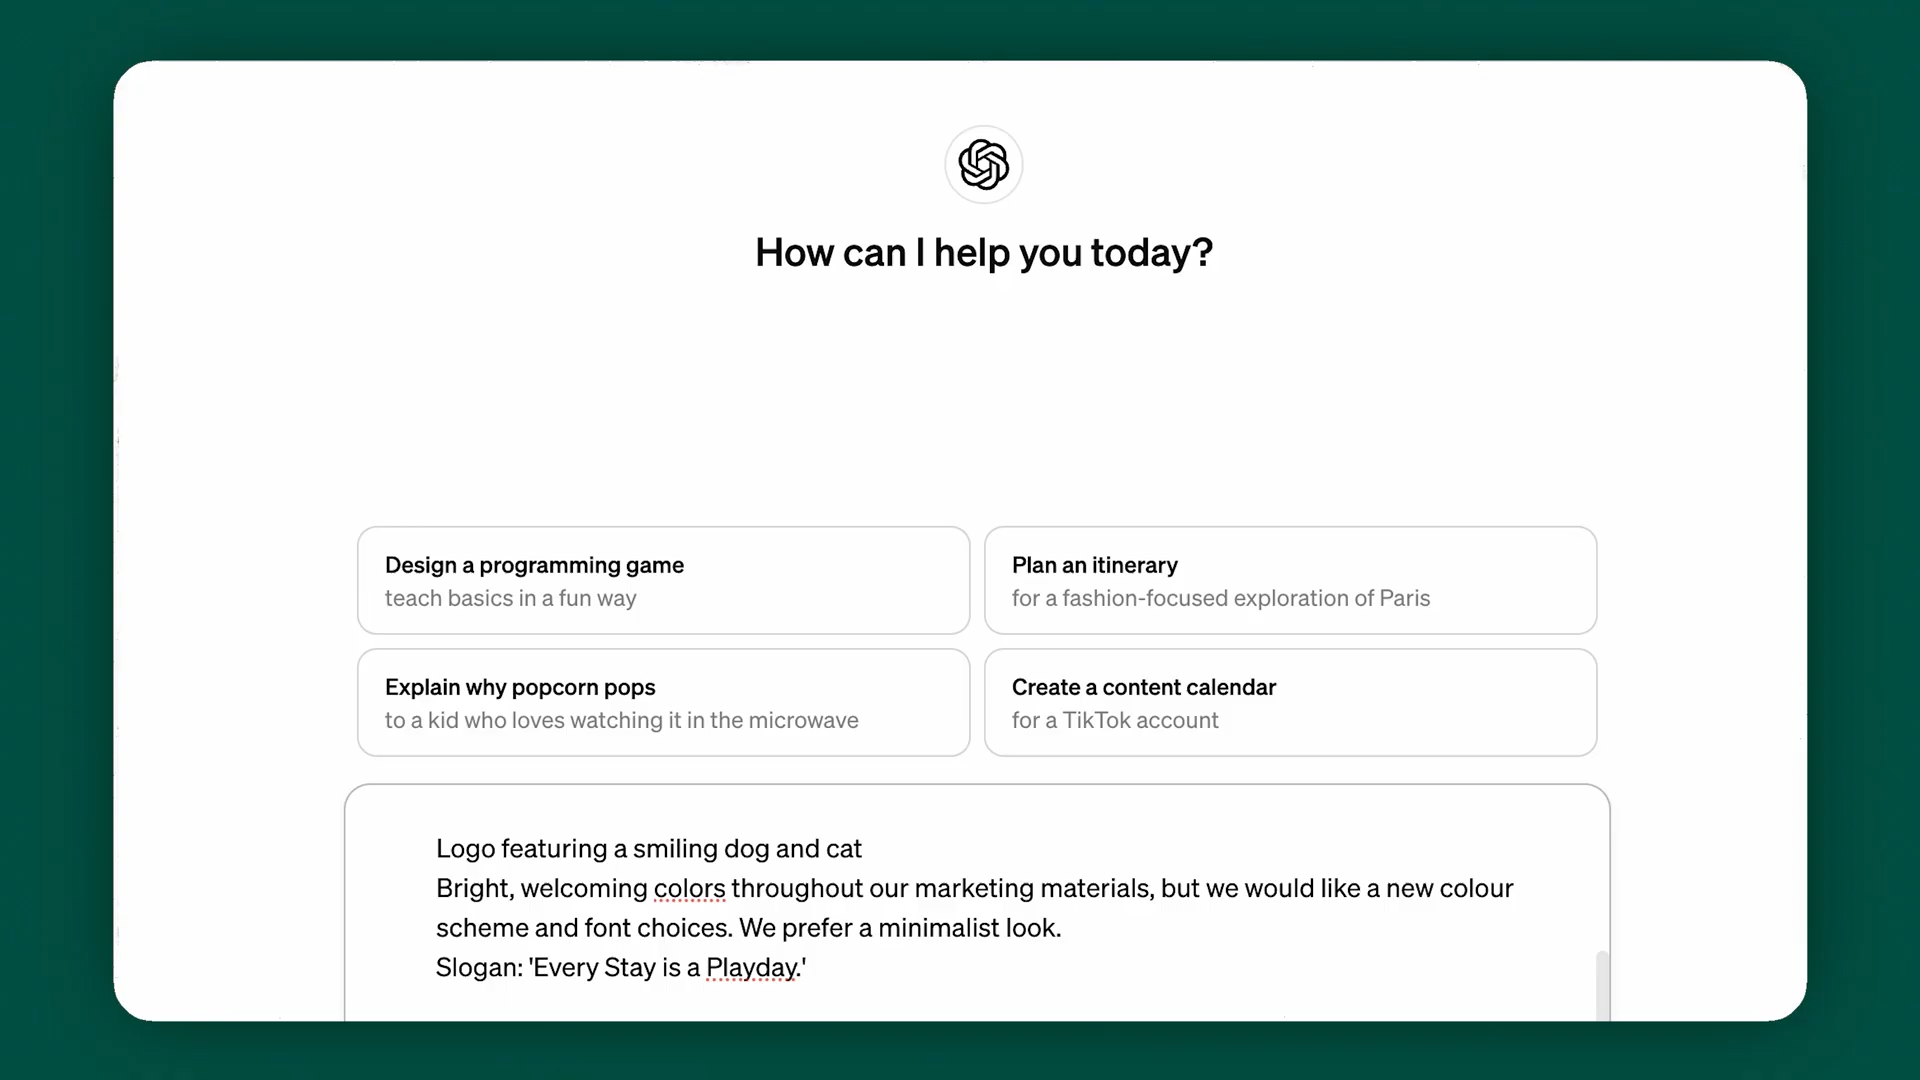 How can I help you today?
Design a programming game
teach basics in a fun way
Plan an itinerary
for a fashion-focused exploration of Paris
Explain why popcorn pops
to a kid who loves watching it in the microwave
Create a content calendar
for a TikTok account
Logo featuring a smiling dog and cat
Bright, welcoming colors throughout our marketing materials, but we would like a new colour
scheme and font choices. We prefer a minimalist look.
Slogan: 'Every Stay is a Playday.'